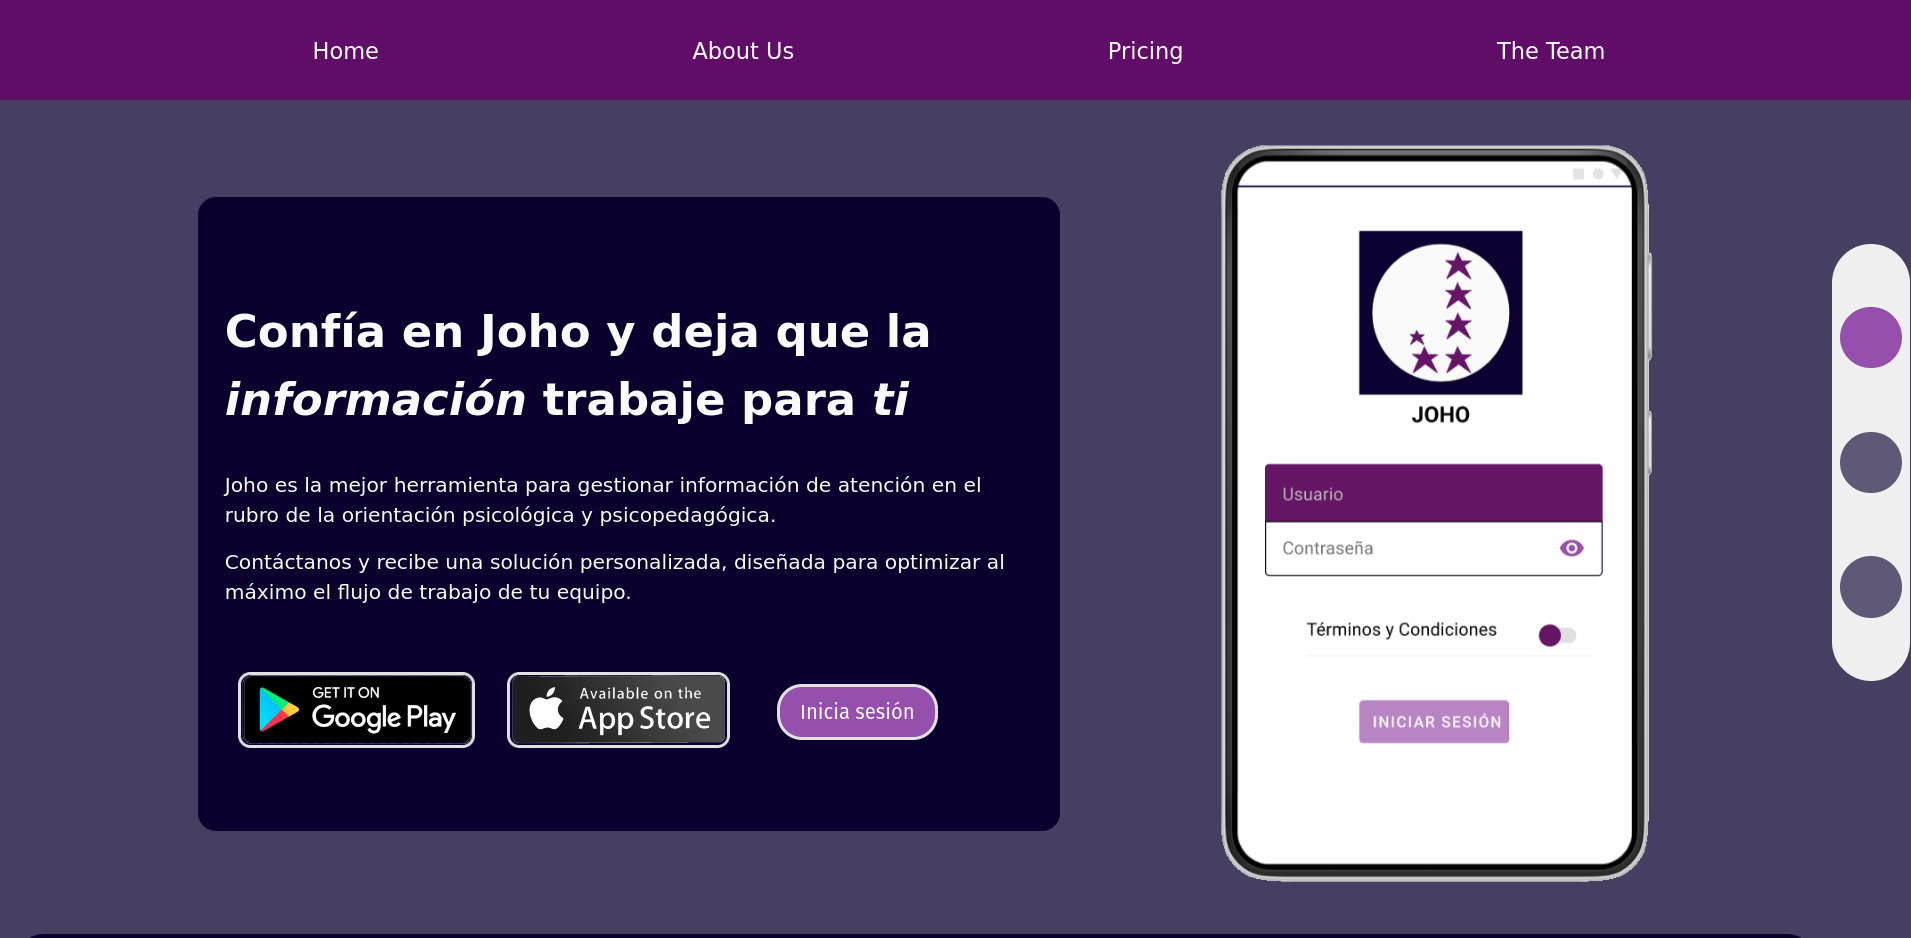 Home
About Us
Pricing
The Team
Confía en Joho y deja que la
información trabaje para ti
Joho es la mejor herramienta para gestionar información de atención en el
rubro de la orientación psicológica y psicopedagógica.
Contáctanos y recibe una solución personalizada, diseñada para optimizar al
máximo el flujo de trabajo de tu equipo.
GET IT ON
Google Play
Available on the
App Store
Inicia sesión
JOHO
Usuario
Contraseña
Términos y Condiciones
INICIAR SESIÓN